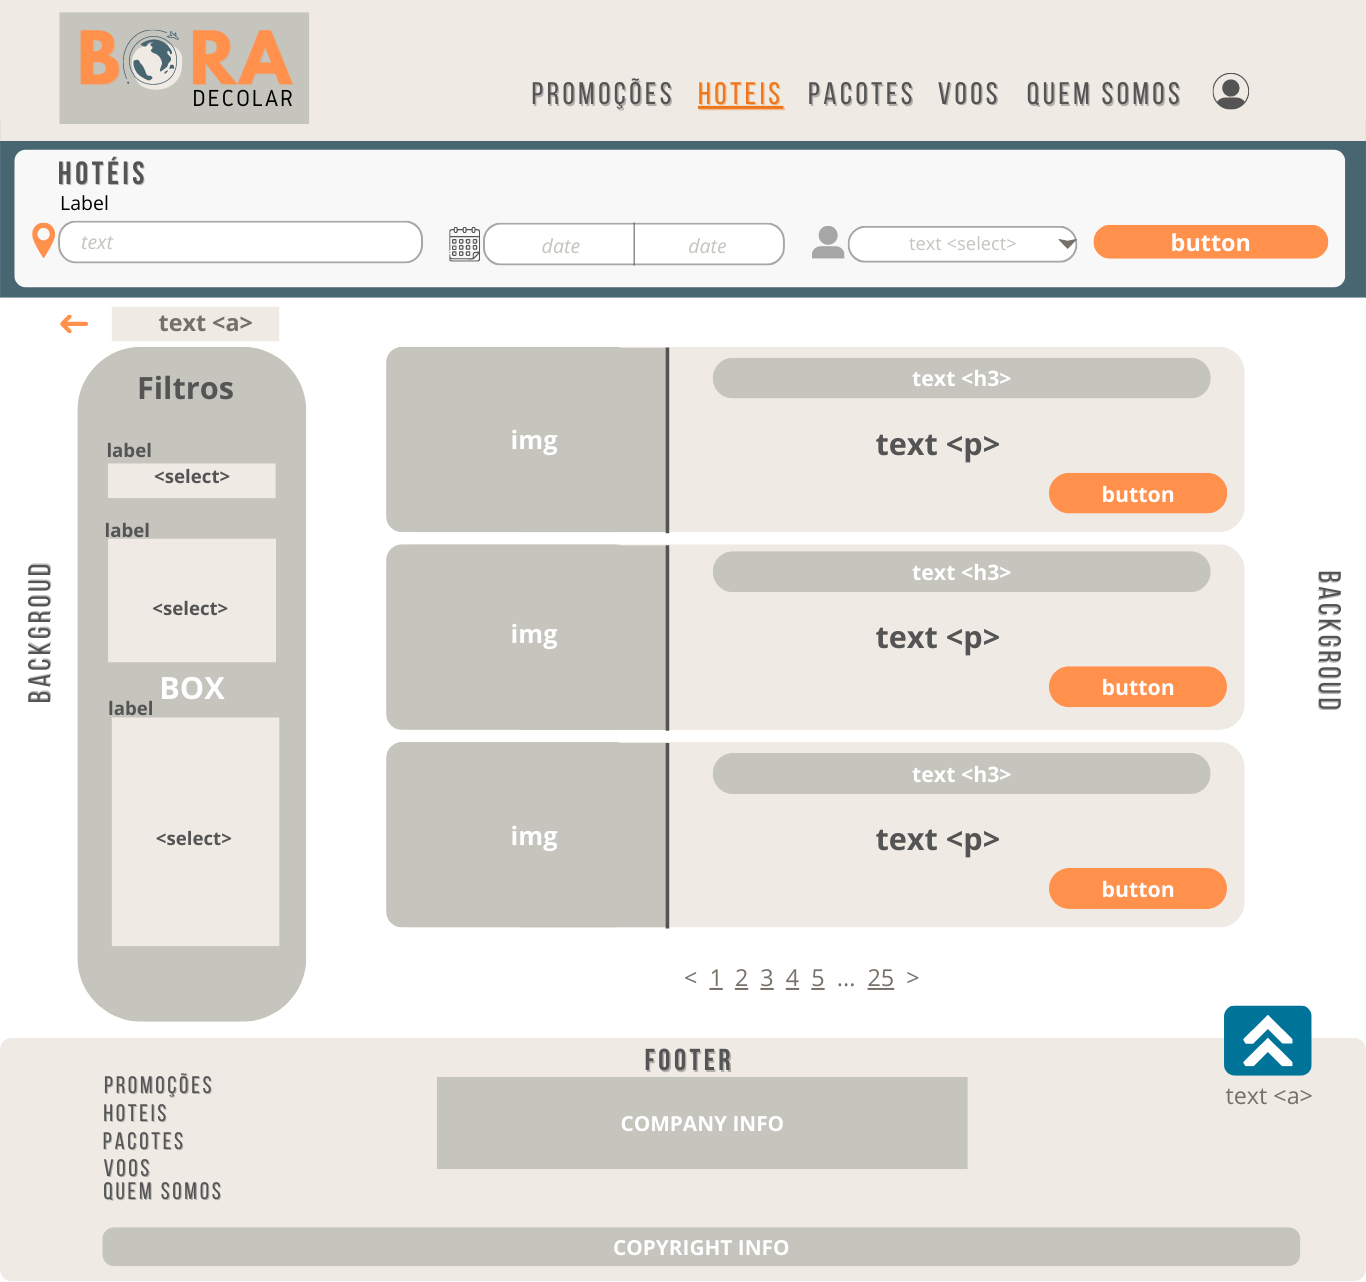 BORA
DECOLAR
PROMOÇÕES HOTEIS PACOTES VOOS QUEM SOMOS
HOTÉIS
Label
text
date date
text <select>
button
text <a>
Filtros
label
<select>
label
<select>
BOX
label
<select>
BACKGROUD
img
text <h3>
text <p>
button
img
text <h3>
text <p>
button
img
text <h3>
text <p>
button
BACKGROUD
< 1 2 3 4 5 ... 25 >
FOOTER
PROMOÇÕES
HOTEIS
PACOTES
VOOS
QUEM SOMOS
COMPANY INFO
text <a>
COPYRIGHT INFO